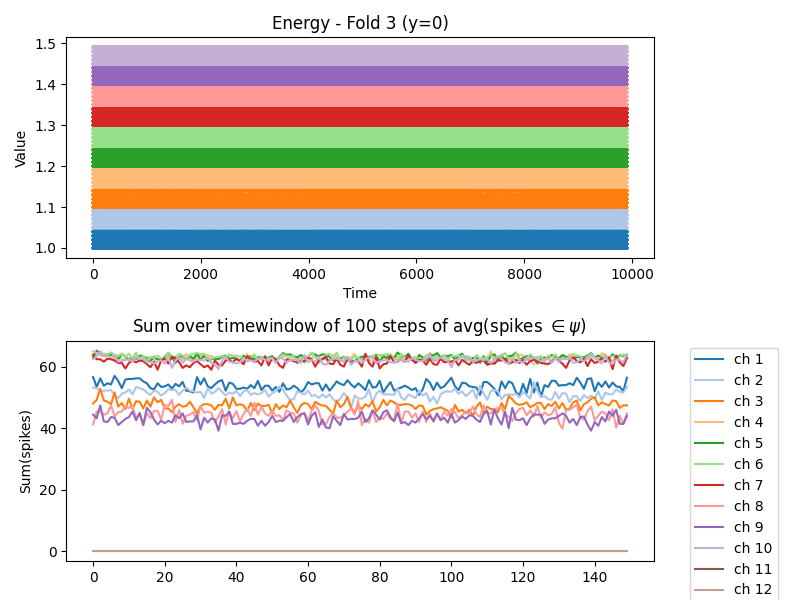 Energy - Fold 3 (y=0)
Value
1.5
1.4
1.3
1.2
1.1
1.0
0
2000
4000
6000
8000
10000
Time
Sum over timewindow of 100 steps of avg(spikes ∈ψ)
Sum(spikes)
60
40
20
0
0
20
40
60
80
100
120
140
ch 1
ch 2
ch 3
ch 4
ch 5
ch 6
ch 7
ch 8
ch 9
ch 10
ch 11
ch 12